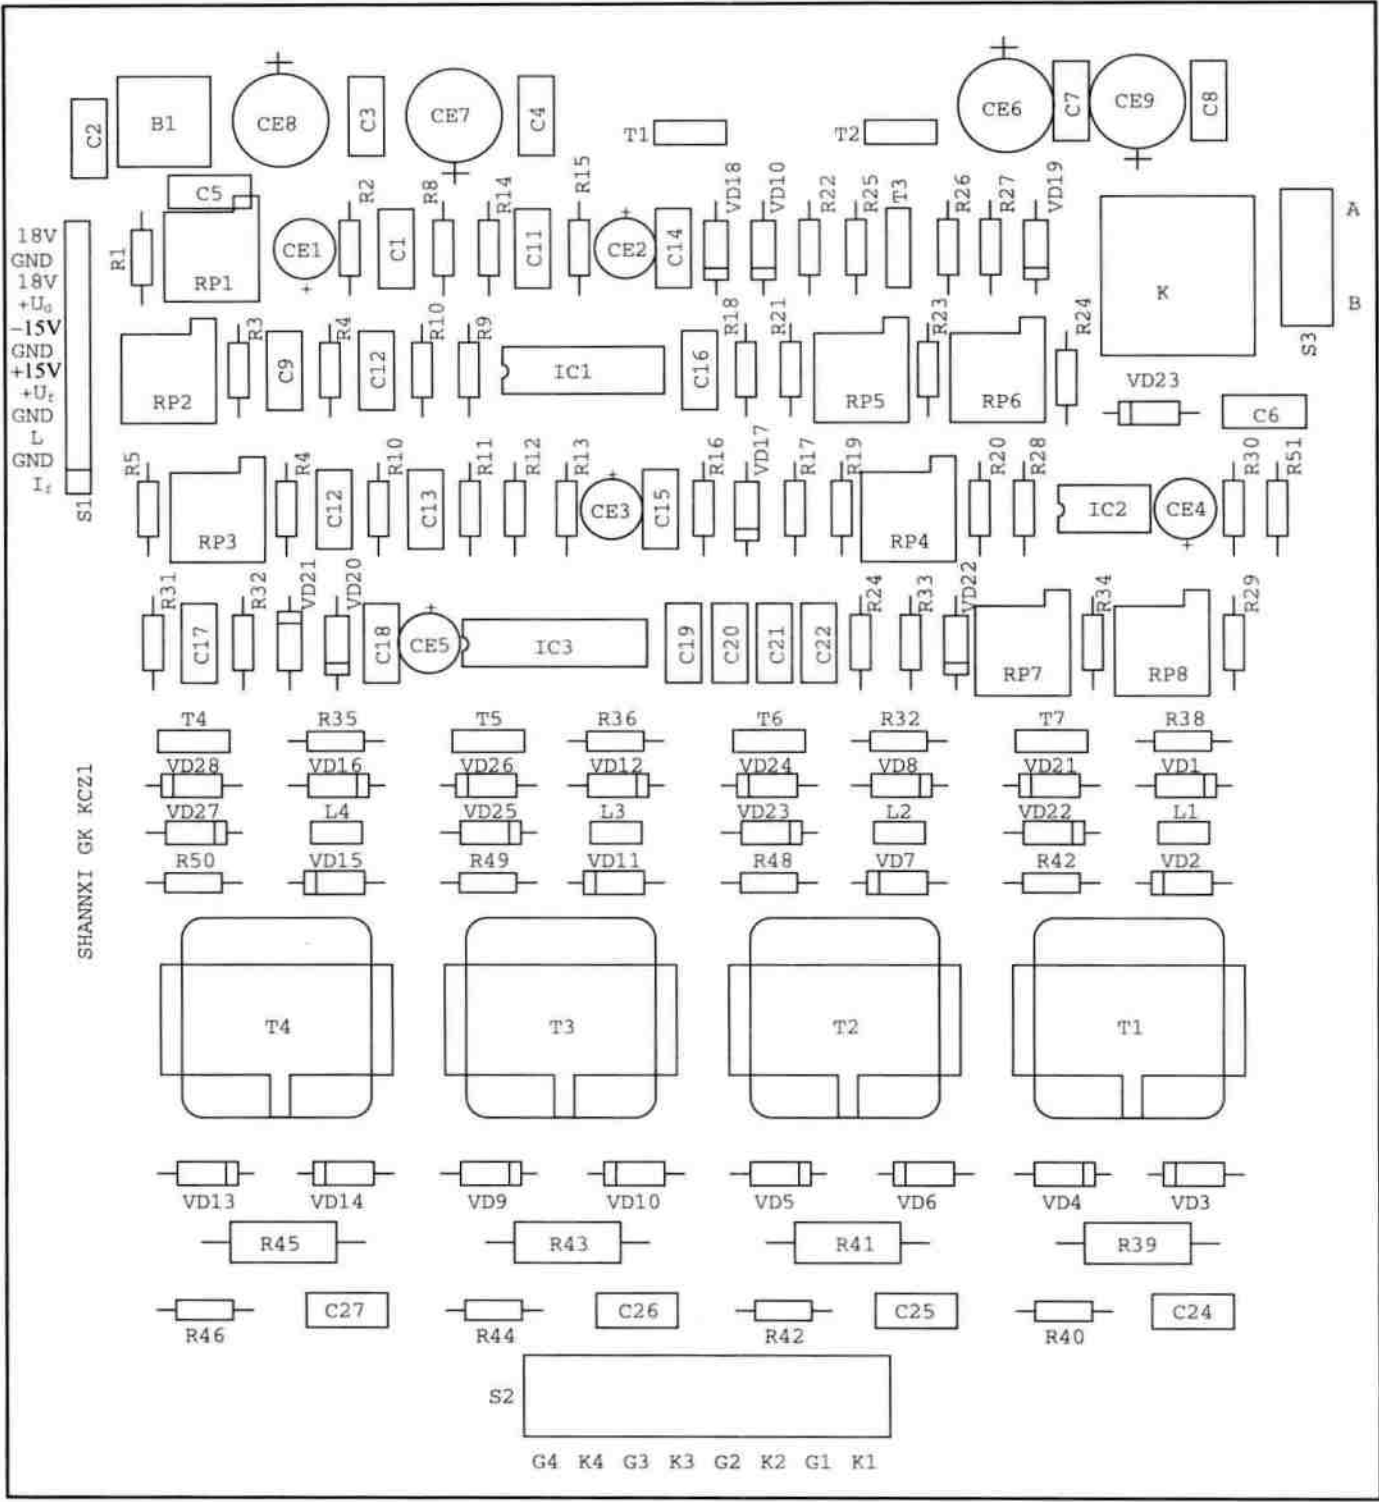 C2 B1 CE8 C3 CE7 C4 T1 T2 CE6 C7 CE9 C8
C5
R1 RP1 CE1 R2 C1 R8 R14 C11 R15 CE2 C14 VD18 VD10 R22 R25 T3 R26 R27 VD19 K A
B
S3
18V
GND
18V
+Ud
-15V
GND
+15V
+Uf
GND
L
GND
If
S1
RP2 R3 C9 R4 C12 R10 R9 IC1 C16 R18 R21 RP5 R23 RP6 R24 VD23 C6
R5 RP3 R4 C12 R10 C13 R11 R12 R13 CE3 C15 R16 VD17 R17 R19 RP4 R20 R28 IC2 CE4 R30 R51
R31 C17 R32 VD21 VD20 C18 CE5 IC3 C19 C20 C21 C22 R24 R33 VD22 RP7 R34 RP8 R29
T4 R35 T5 R36 T6 R32 T7 R38
VD28 VD16 VD26 VD12 VD24 VD8 VD21 VD1
VD27 L4 VD25 L3 VD23 L2 VD22 L1
R50 VD15 R49 VD11 R48 VD7 R42 VD2
SHANNXI GK KCZ1
T4 T3 T2 T1
VD13 VD14 VD9 VD10 VD5 VD6 VD4 VD3
R45 R43 R41 R39
C27 C26 C25 C24
R46 R44 R42 R40
S2
G4 K4 G3 K3 G2 K2 G1 K1